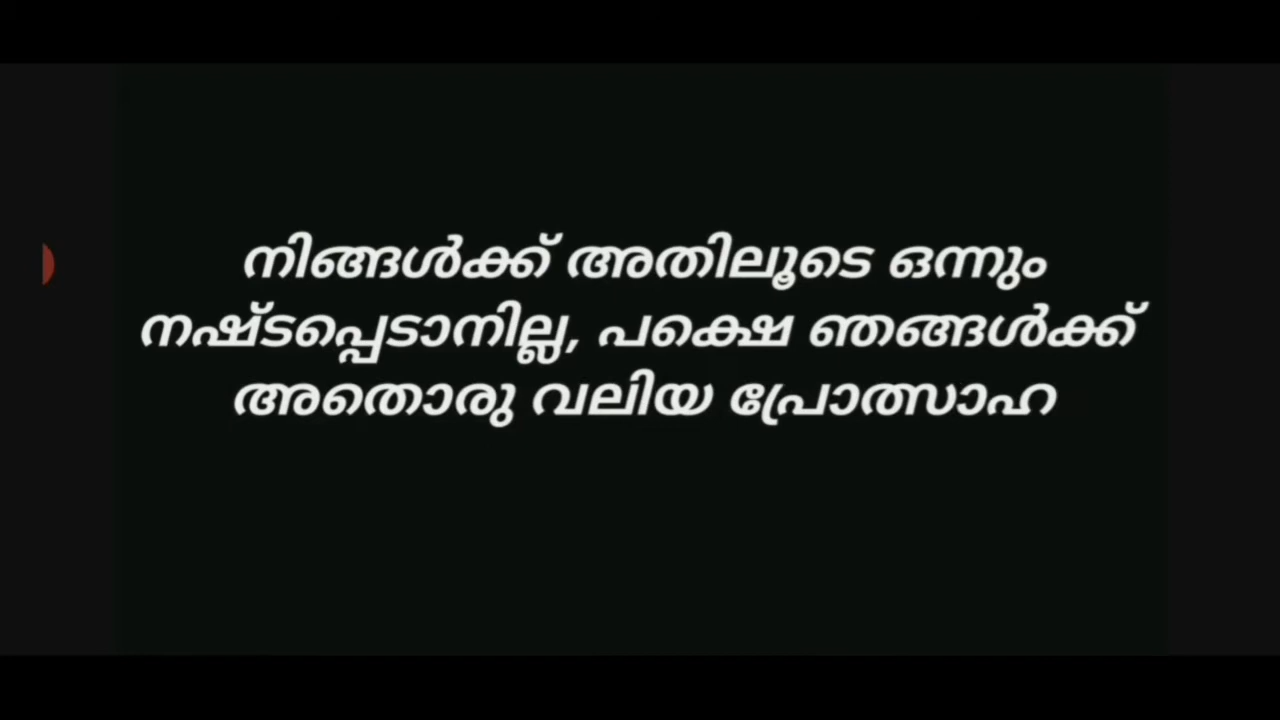 നിങ്ങൾക്ക് അതിലൂടെ ഒന്നും
നഷ്ടപ്പെടാനില്ല, പക്ഷെ ഞങ്ങൾക്ക്
അതൊരു വലിയ പ്രോത്സാഹ